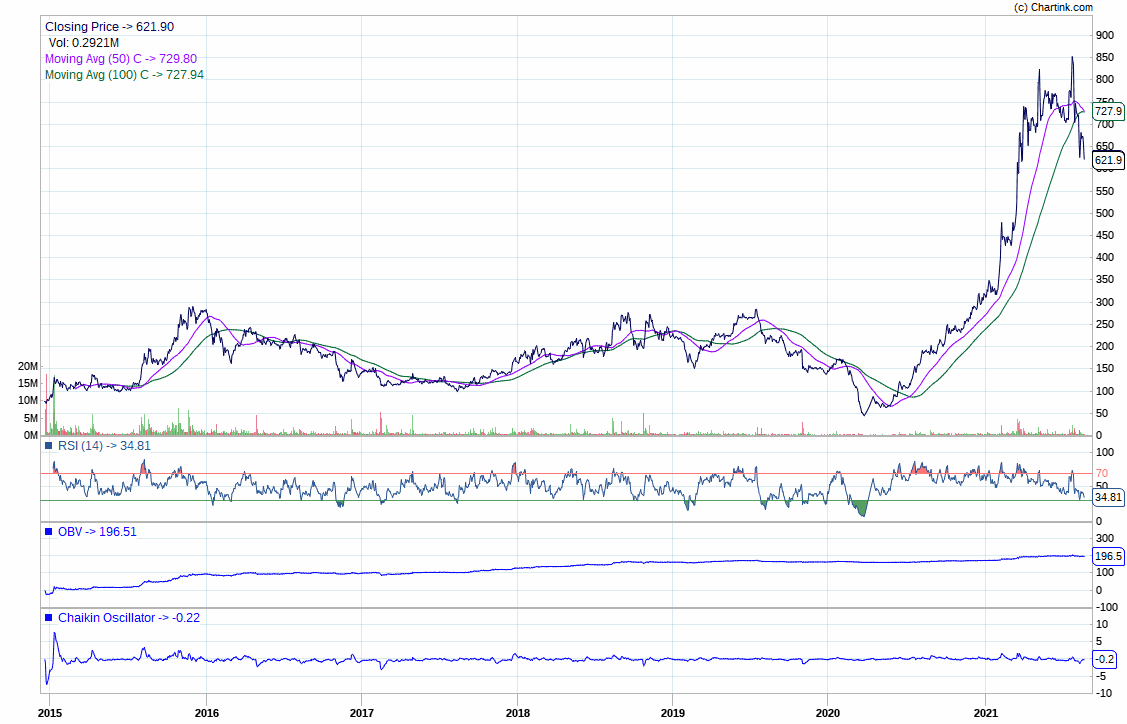 (c) Chartink.com
Closing Price -> 621.90
Vol: 0.2921M
Moving Avg (50) C -> 729.80
Moving Avg (100) C -> 727.94
900
850
800
750
727.9
700
650
621.9
600
550
500
450
400
350
300
250
200
150
100
50
0
20M
15M
10M
5M
0M
RSI (14) -> 34.81
100
70
50
34.81
0
OBV -> 196.51
300
196.5
100
0
-100
Chaikin Oscillator -> -0.22
10
5
-0.2
-5
-10
2015 2016 2017 2018 2019 2020 2021